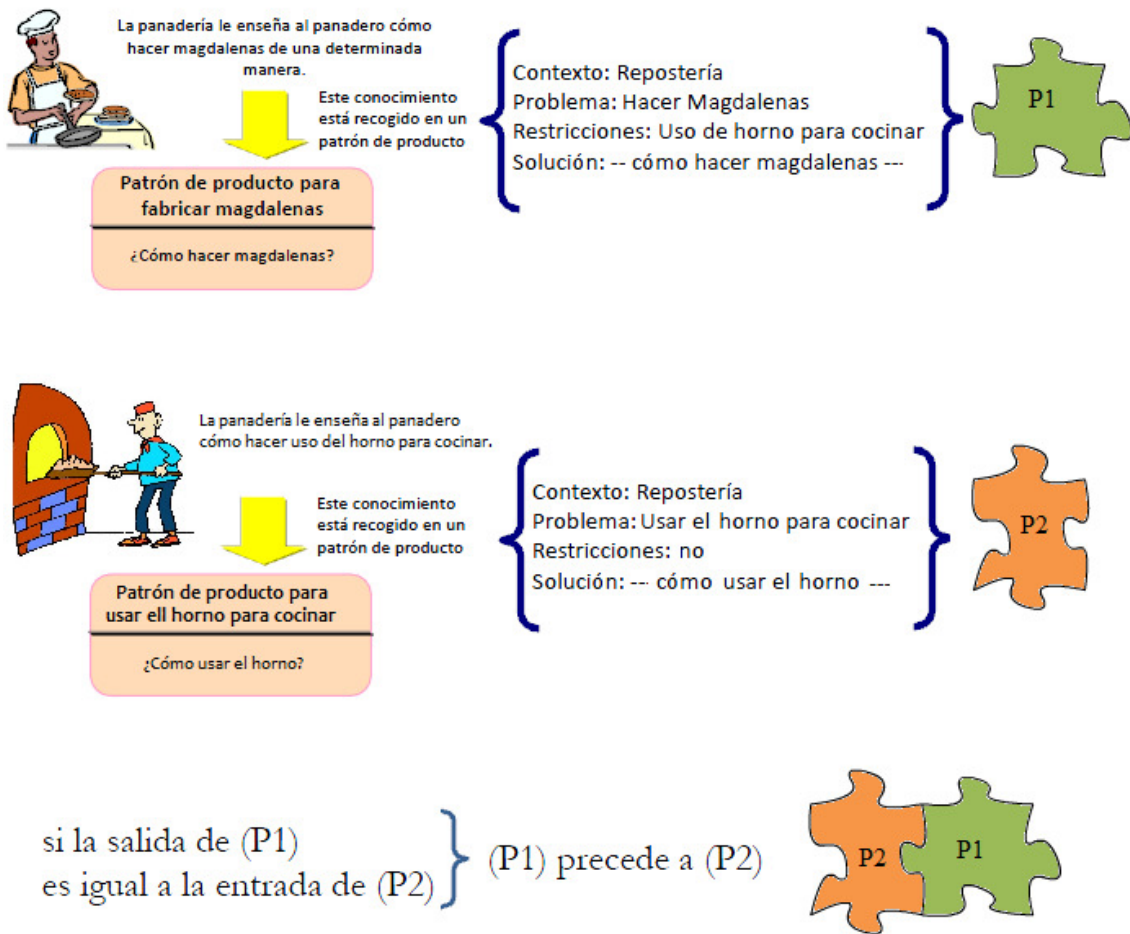 La panadería le enseña al panadero cómo
hacer magdalenas de una determinada
manera.
Este conocimiento
está recogido en un
patrón de producto
Patrón de producto para
fabricar magdalenas
¿Cómo hacer magdalenas?
Contexto: Repostería
Problema: Hacer Magdalenas
Restricciones: Uso de horno para cocinar
Solución: -- cómo hacer magdalenas ---
P1
La panadería le enseña al panadero
cómo hacer uso del horno para cocinar.
Este conocimiento
está recogido en un
patrón de producto
Patrón de producto para
usar ell horno para cocinar
¿Cómo usar el horno?
Contexto: Repostería
Problema: Usar el horno para cocinar
Restricciones: no
Solución: --- cómo usar el horno ---
P2
si la salida de (P1)
es igual a la entrada de (P2)
(P1) precede a (P2)
P2 P1